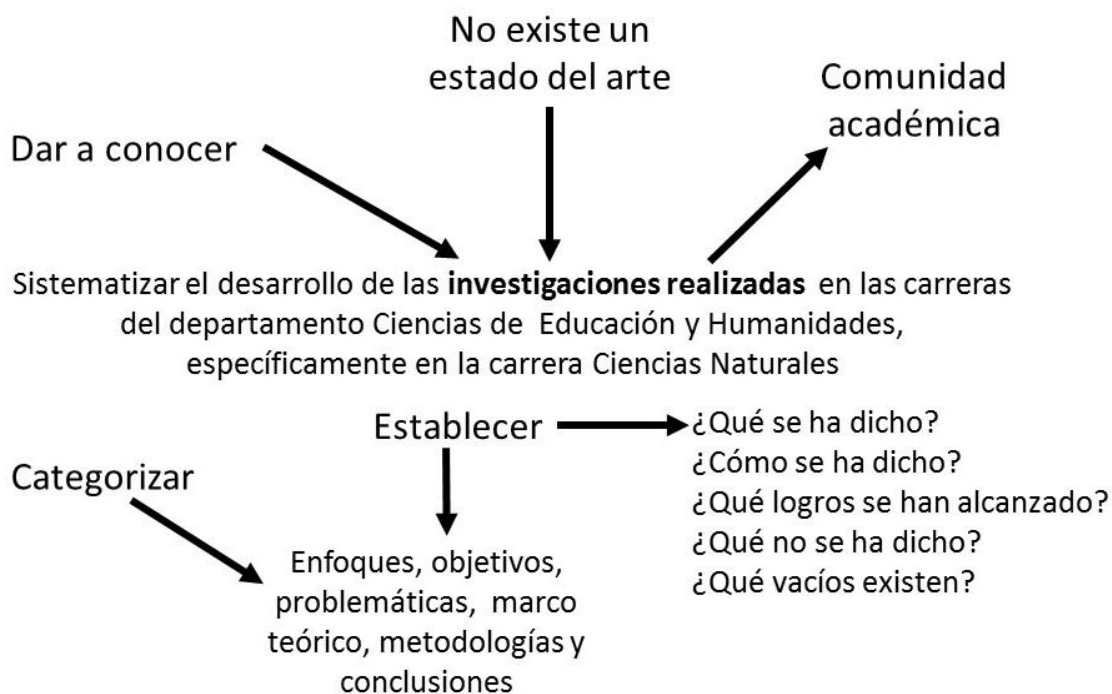 No existe un
estado del arte
Comunidad
académica
Dar a conocer
Sistematizar el desarrollo de las investigaciones realizadas en las carreras
del departamento Ciencias de Educación y Humanidades,
específicamente en la carrera Ciencias Naturales
Establecer
¿Qué se ha dicho?
¿Cómo se ha dicho?
¿Qué logros se han alcanzado?
¿Qué no se ha dicho?
¿Qué vacíos existen?
Categorizar
Enfoques, objetivos,
problemáticas, marco
teórico, metodologías y
conclusiones